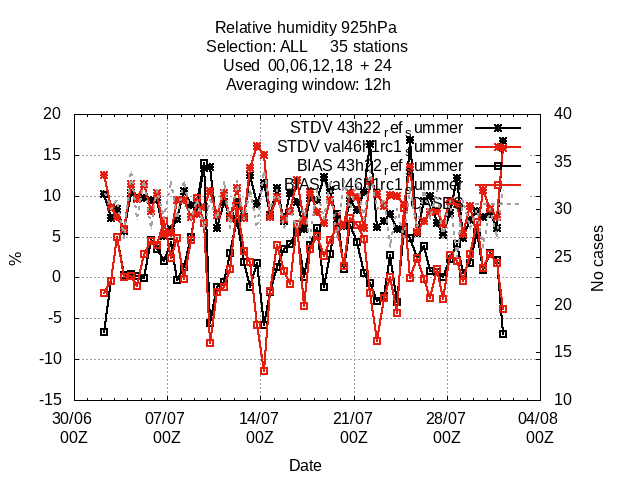 Relative humidity 925hPa
Selection: ALL 35 stations
Used 00,06,12,18 + 24
Averaging window: 12h
STDV 43h22_ref_summer
STDV val46h1rc1_summer
BIAS 43h22_ref_summer
BIAS val46h1rc1_summer
CASES
20
15
10
5
0
-5
-10
-15
%
40
35
30
25
20
15
10
No cases
30/06 07/07 14/07 21/07 28/07 04/08
00Z 00Z 00Z 00Z 00Z 00Z
Date